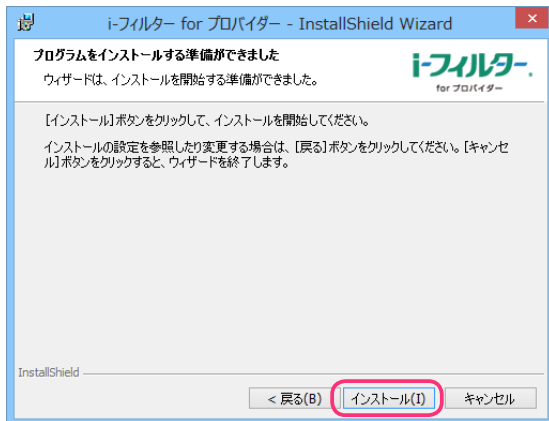 i-フィルター for プロバイダー - InstallShield Wizard
プログラムをインストールする準備ができました
ウィザードは、インストールを開始する準備ができました。
i-フィルター.
for プロバイダー
[インストール]ボタンをクリックして、インストールを開始してください。
インストールの設定を参照したり変更する場合は、[戻る]ボタンをクリックしてください。[キャンセ
ル]ボタンをクリックすると、ウィザードを終了します。
InstallShield
< 戻る(B) インストール(I) キャンセル